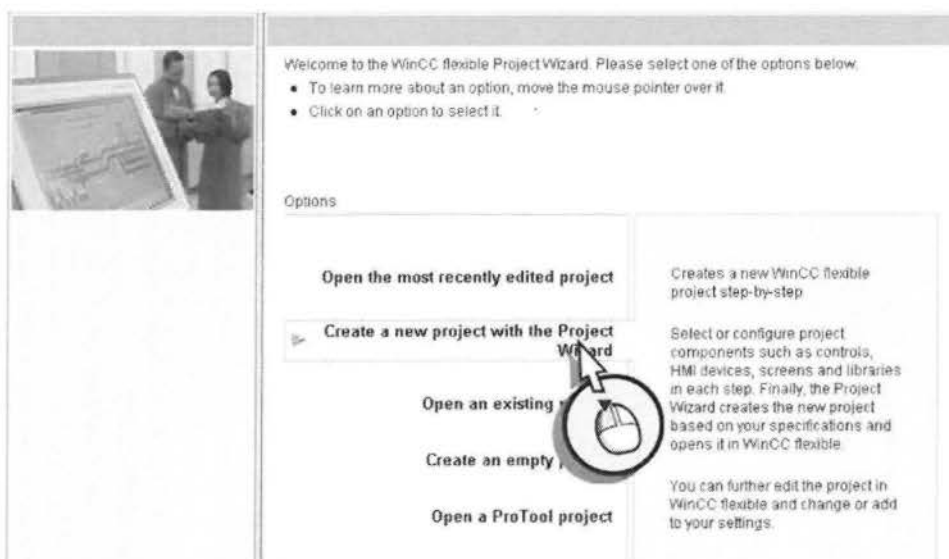 Welcome to the WinCC flexible Project Wizard. Please select one of the options below.
• To learn more about an option, move the mouse pointer over it.
• Click on an option to select it.
Options
Open the most recently edited project
Create a new project with the Project
Wizard
Open an existing
Create an empty
Open a ProTool project
Creates a new WinCC flexible
project step-by-step
Select or configure project
components such as controls,
HMI devices, screens and libraries
in each step. Finally, the Project
Wizard creates the new project
based on your specifications and
opens it in WinCC flexible.
You can further edit the project in
WinCC flexible and change or add
to your settings.